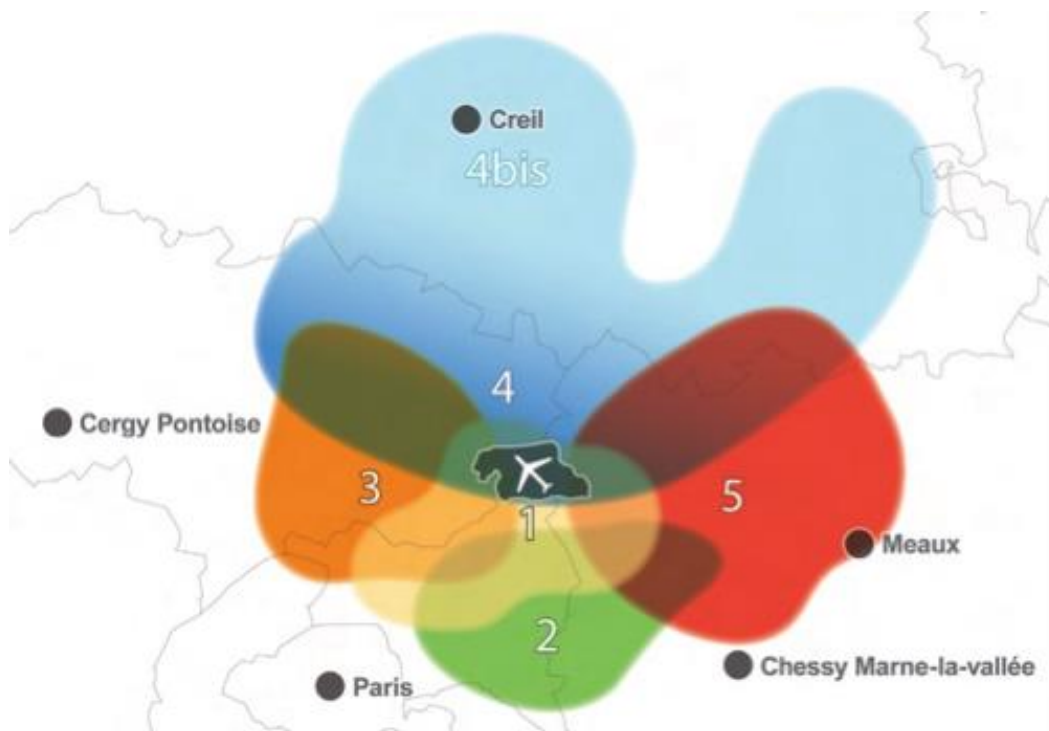 Creil
4bis
4
Cergy Pontoise
3
5
1
Meaux
2
Chessy Marne-la-vallée
Paris